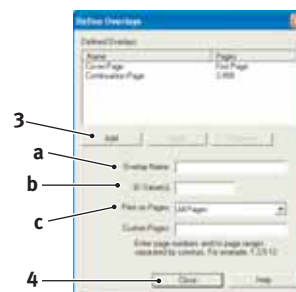 Define Overlays
Defined Overlays:
Name Pages
Cover Page First Page
Continuation Page
3
Add
a Overlay Name:
b ID Value(s):
c Print on Pages: All Pages
Custom Pages:
Enter page numbers and/or page ranges
separated by commas. For example: 1,3,5-12
4 Close Help